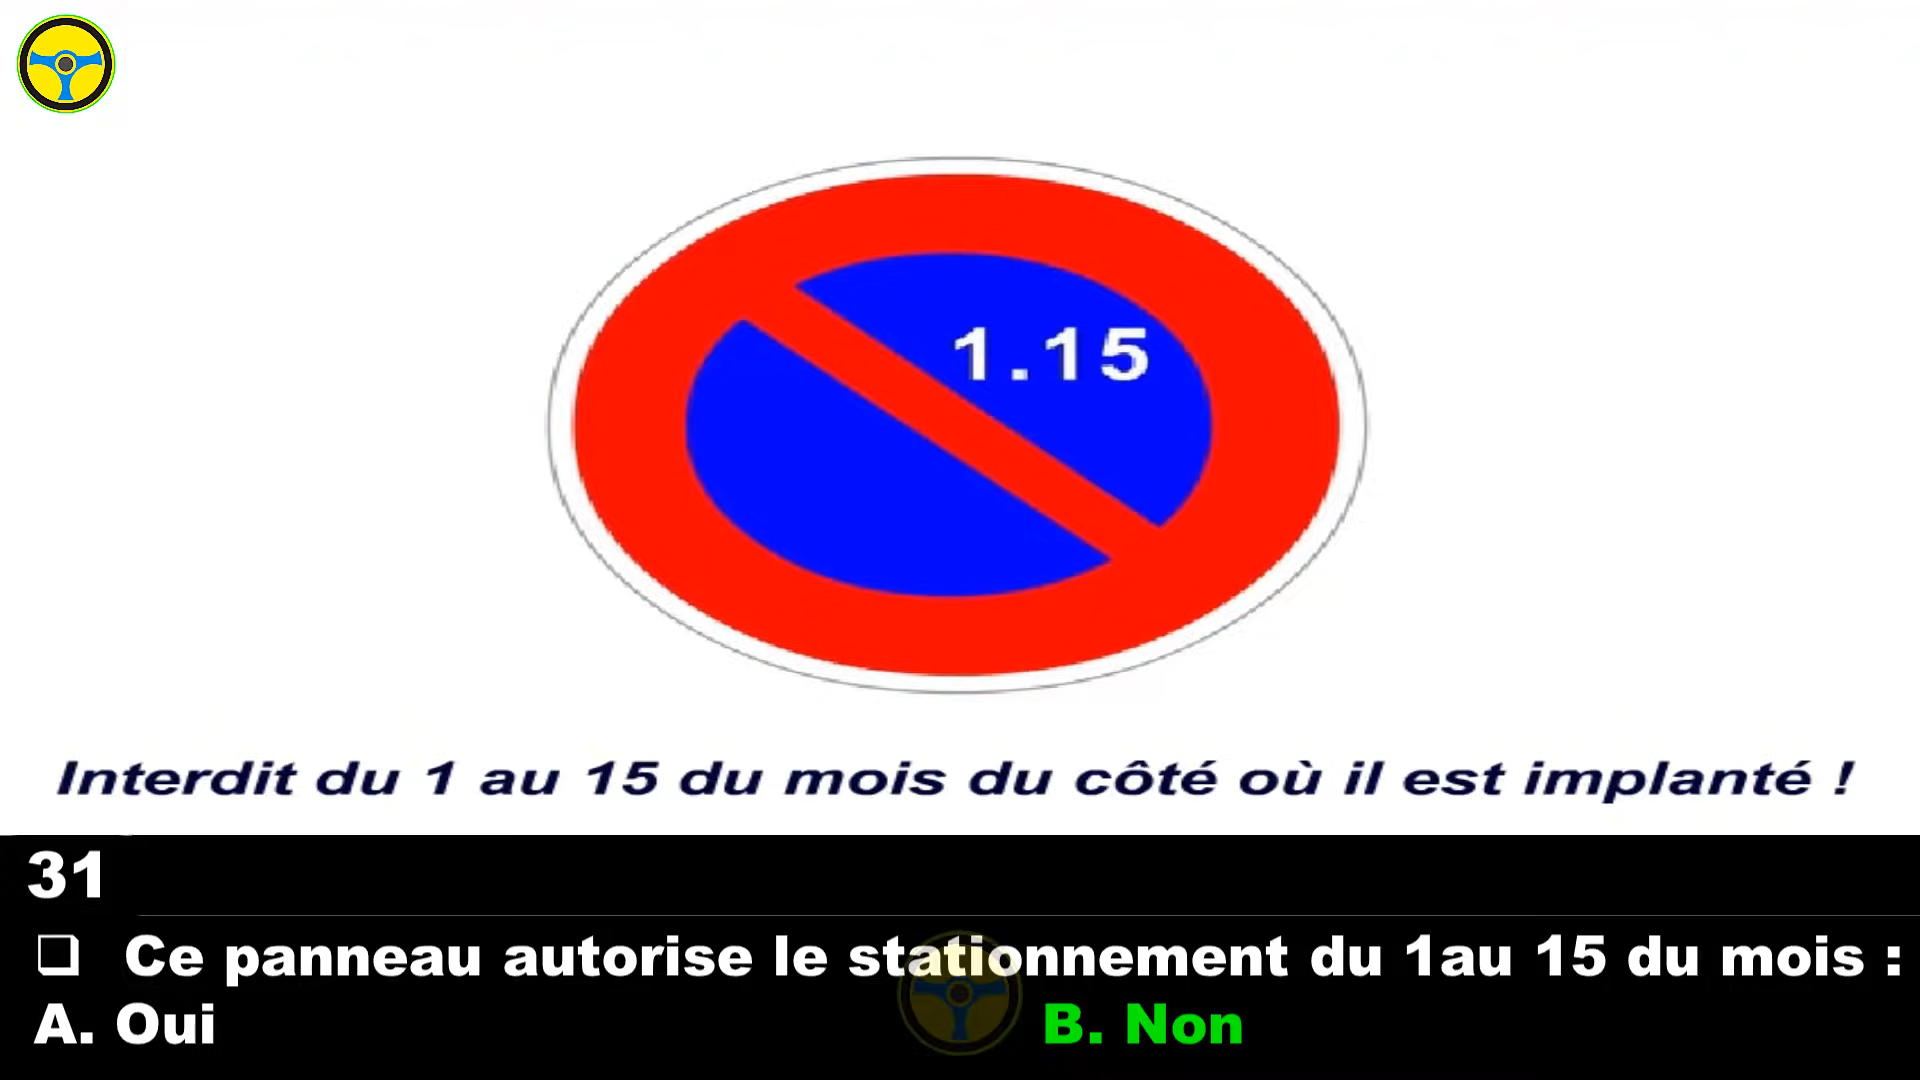 1.15
Interdit du 1 au 15 du mois du côté où il est implanté !
31
❑ Ce panneau autorise le stationnement du 1au 15 du mois :
A. Oui B. Non